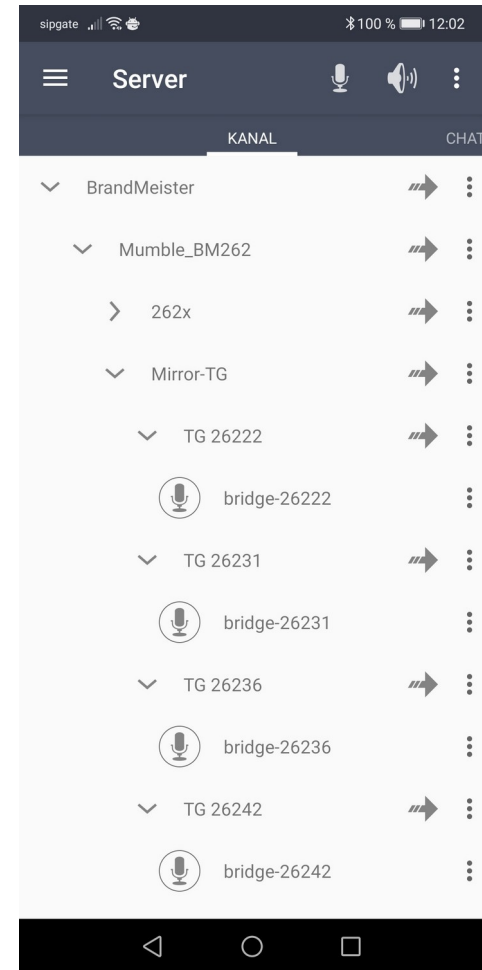 sipgate 100 % 12:02
Server
KANAL CHAT
BrandMeister
Mumble_BM262
262x
Mirror-TG
TG 26222
bridge-26222
TG 26231
bridge-26231
TG 26236
bridge-26236
TG 26242
bridge-26242